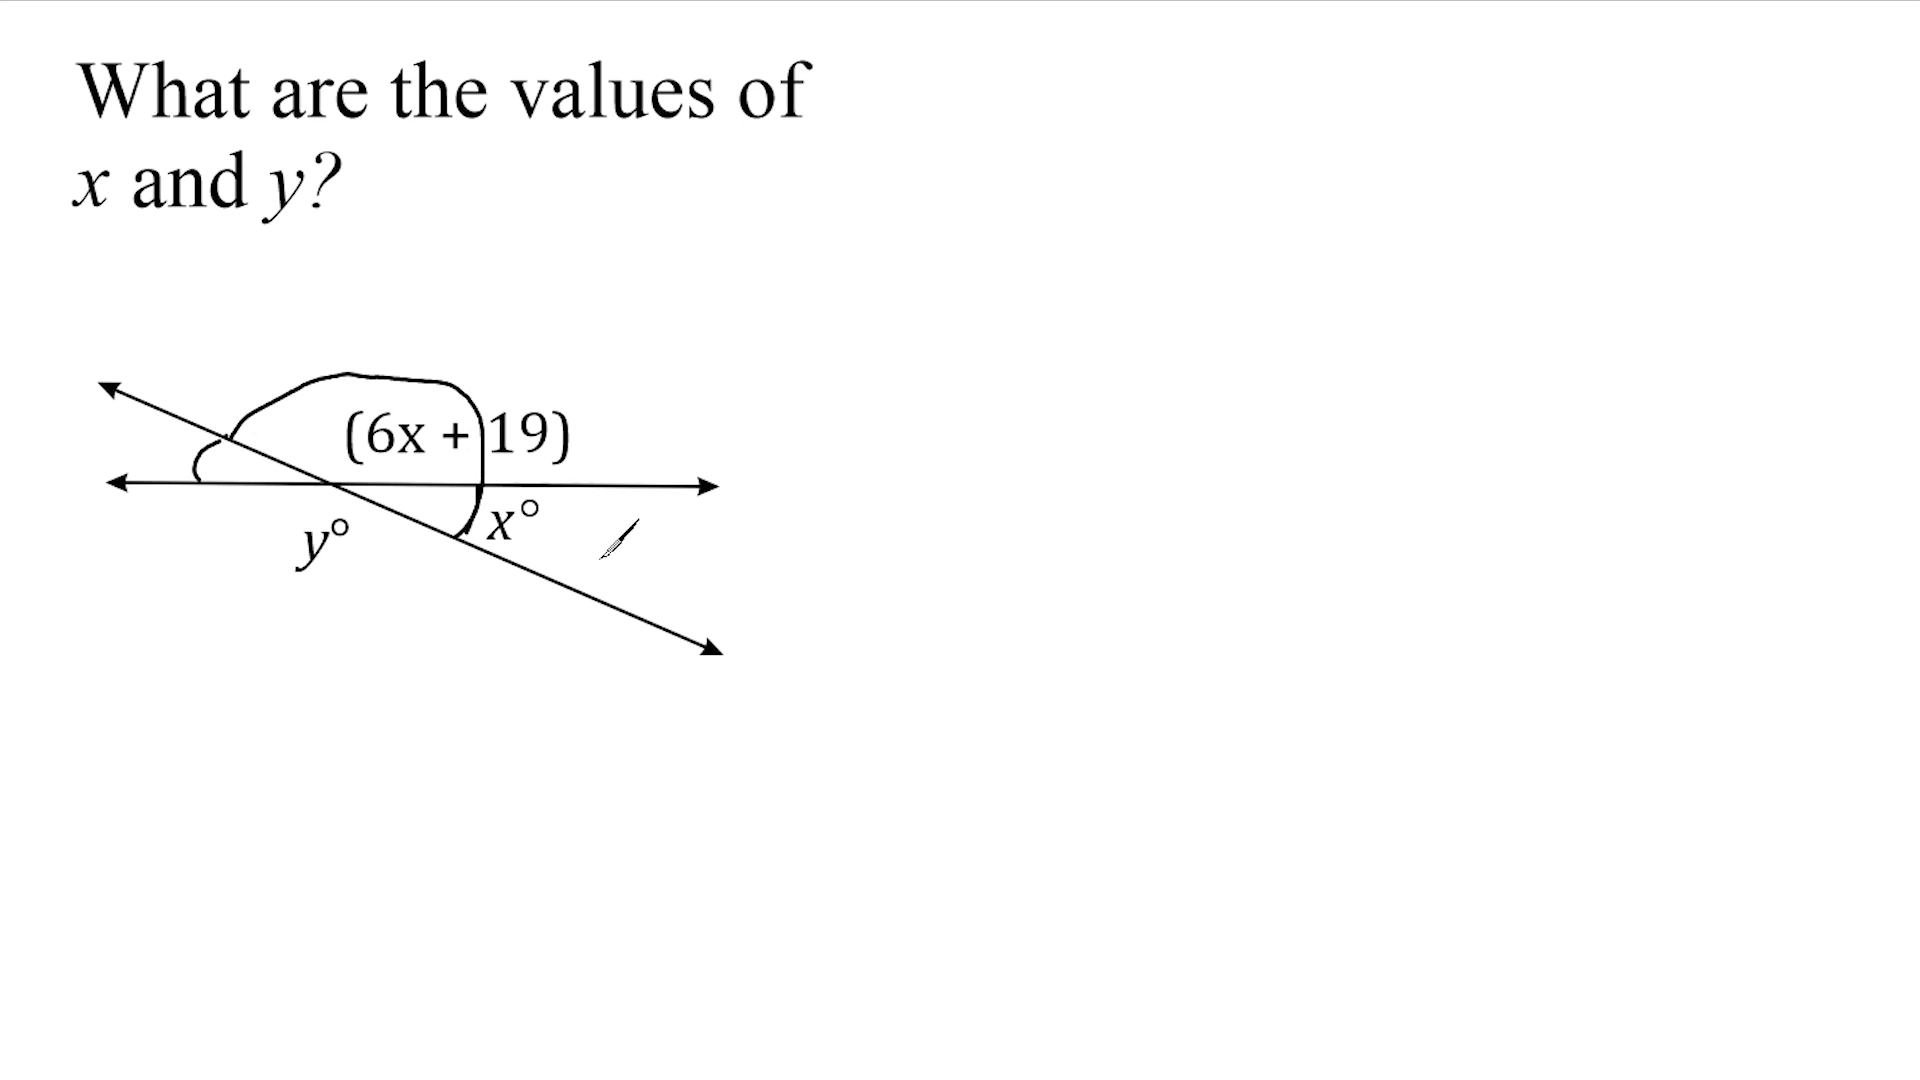 What are the values of
x and y?
(6x + 19)
x°
y°